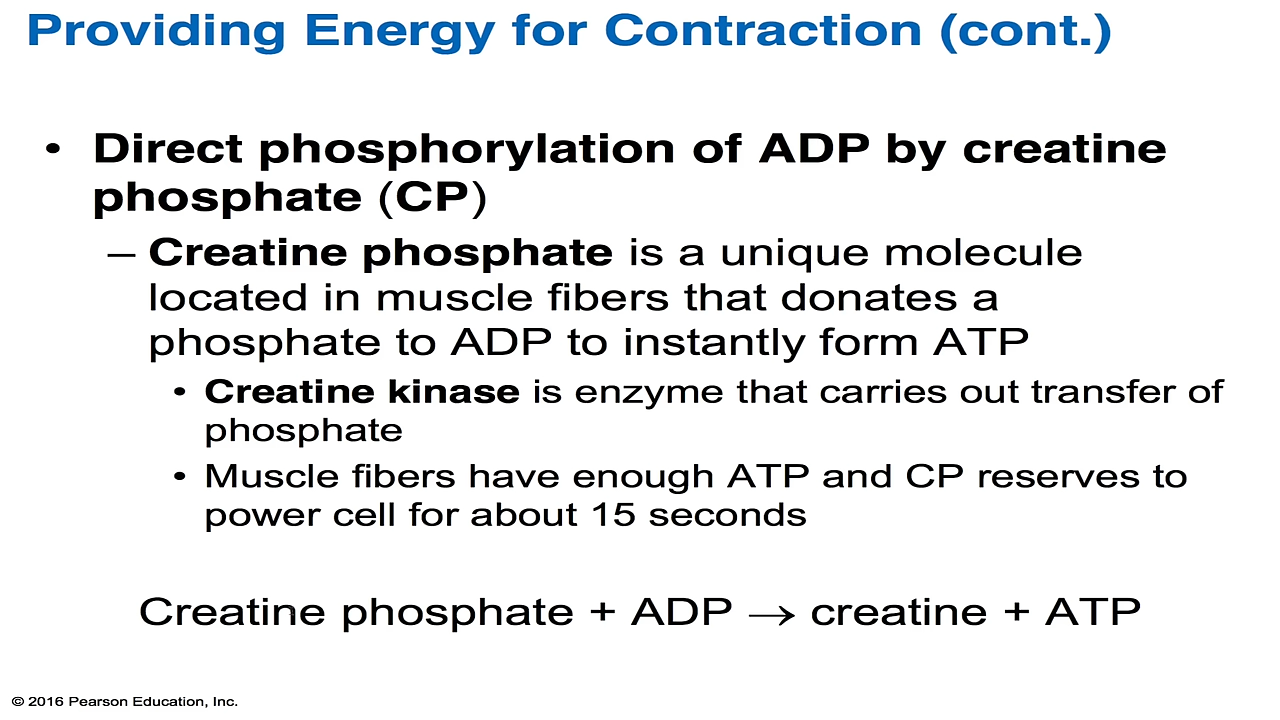 Providing Energy for Contraction (cont.)
• Direct phosphorylation of ADP by creatine
phosphate (CP)
– Creatine phosphate is a unique molecule
located in muscle fibers that donates a
phosphate to ADP to instantly form ATP
• Creatine kinase is enzyme that carries out transfer of
phosphate
• Muscle fibers have enough ATP and CP reserves to
power cell for about 15 seconds
Creatine phosphate + ADP → creatine + ATP
© 2016 Pearson Education, Inc.